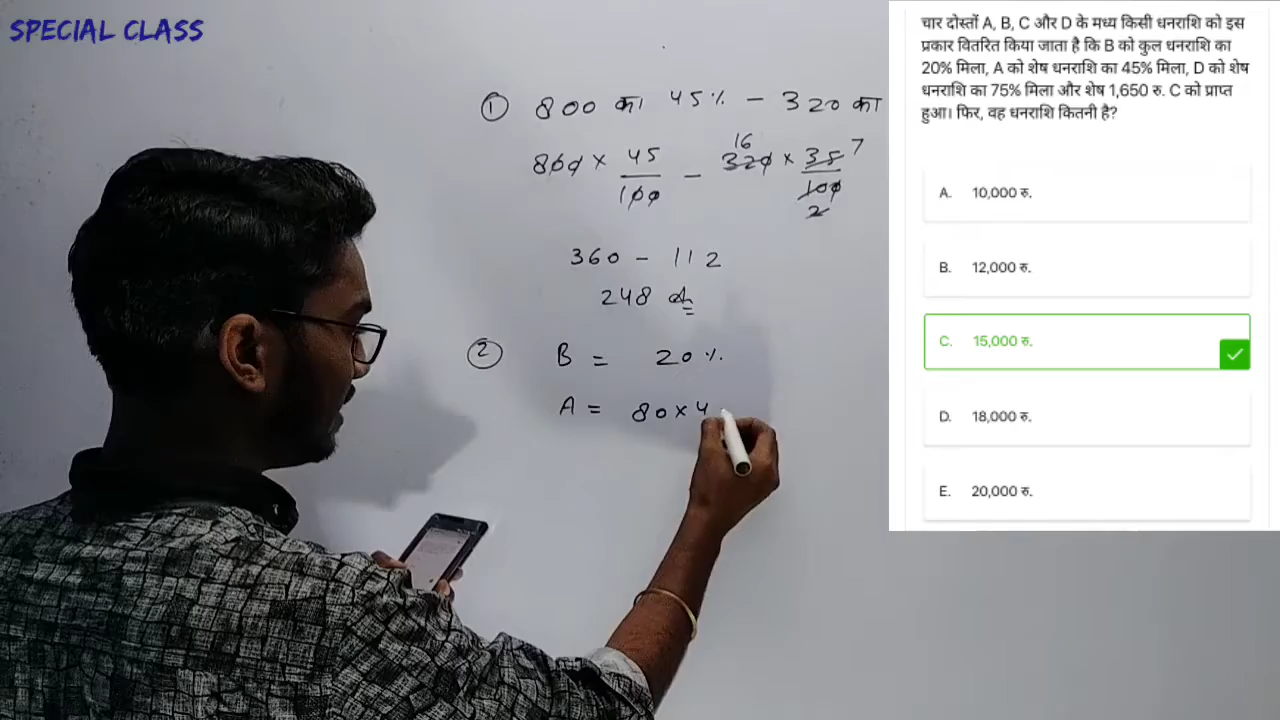 SPECIAL CLASS
① 800 का 45% - 320 का
800 × 45/100 - 320 × 35/100
16 7 2
360 - 112
248 A
② B = 20%
A = 80 × 4
चार दोस्तों A, B, C और D के मध्य किसी धनराशि को इस
प्रकार वितरित किया जाता है कि B को कुल धनराशि का
20% मिला, A को शेष धनराशि का 45% मिला, D को शेष
धनराशि का 75% मिला और शेष 1,650 रु. C को प्राप्त
हुआ। फिर, वह धनराशि कितनी है?
A. 10,000 रु.
B. 12,000 रु.
C. 15,000 रु.
D. 18,000 रु.
E. 20,000 रु.